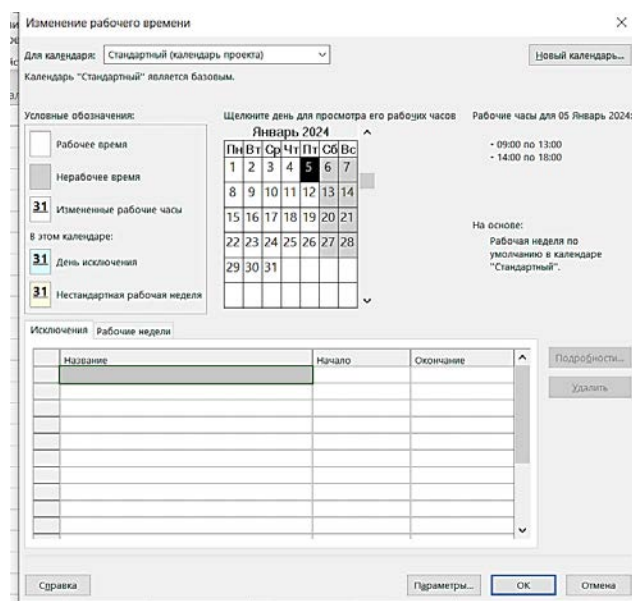 Изменение рабочего времени
Для календаря: Стандартный (календарь проекта)
Новый календарь...
Календарь "Стандартный" является базовым.
Условные обозначения:
Рабочее время
Нерабочее время
31 Измененные рабочие часы
В этом календаре:
31 День исключения
31 Нестандартная рабочая неделя
Щелкните день для просмотра его рабочих часов
Январь 2024
Пн Вт Ср Чт Пт Сб Вс
1 2 3 4 5 6 7
8 9 10 11 12 13 14
15 16 17 18 19 20 21
22 23 24 25 26 27 28
29 30 31
Рабочие часы для 05 Январь 2024:
• 09:00 по 13:00
• 14:00 по 18:00
На основе:
Рабочая неделя по
умолчанию в календаре
"Стандартный".
Исключения Рабочие недели
Название Начало Окончание
Подробности...
Удалить
Справка Параметры... ОК Отмена